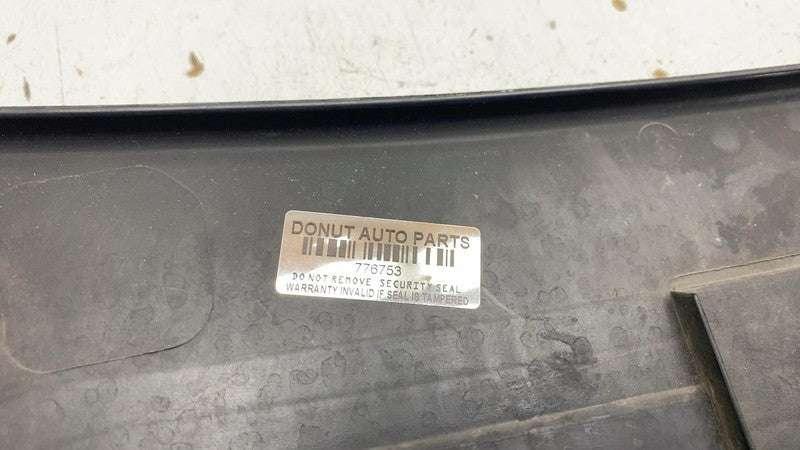 DONUT AUTO PARTS
776753
DO NOT REMOVE SECURITY SEAL
WARRANTY INVALID IF SEAL IS TAMPERED